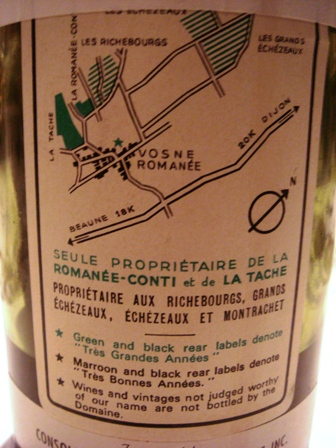 LES ÉCHÉZEAUX
LA ROMANÉE-CONTI
LES RICHEBOURGS
LES GRANDS
ÉCHÉZEAUX
LA TACHE
VOSNE
ROMANÉE
20K DIJON
BEAUNE 18K
N
SEULE PROPRIÉTAIRE DE LA
ROMANÉE-CONTI et de LA TACHE
PROPRIÉTAIRE AUX RICHEBOURGS, GRANDS
ÉCHÉZEAUX, ÉCHÉZEAUX ET MONTRACHET
★ Green and black rear labels denote
"Très Grandes Années"
★ Marroon and black rear labels denote
"Très Bonnes Années."
★ Wines and vintages not judged worthy
of our name are not bottled by the
Domaine.
INC.